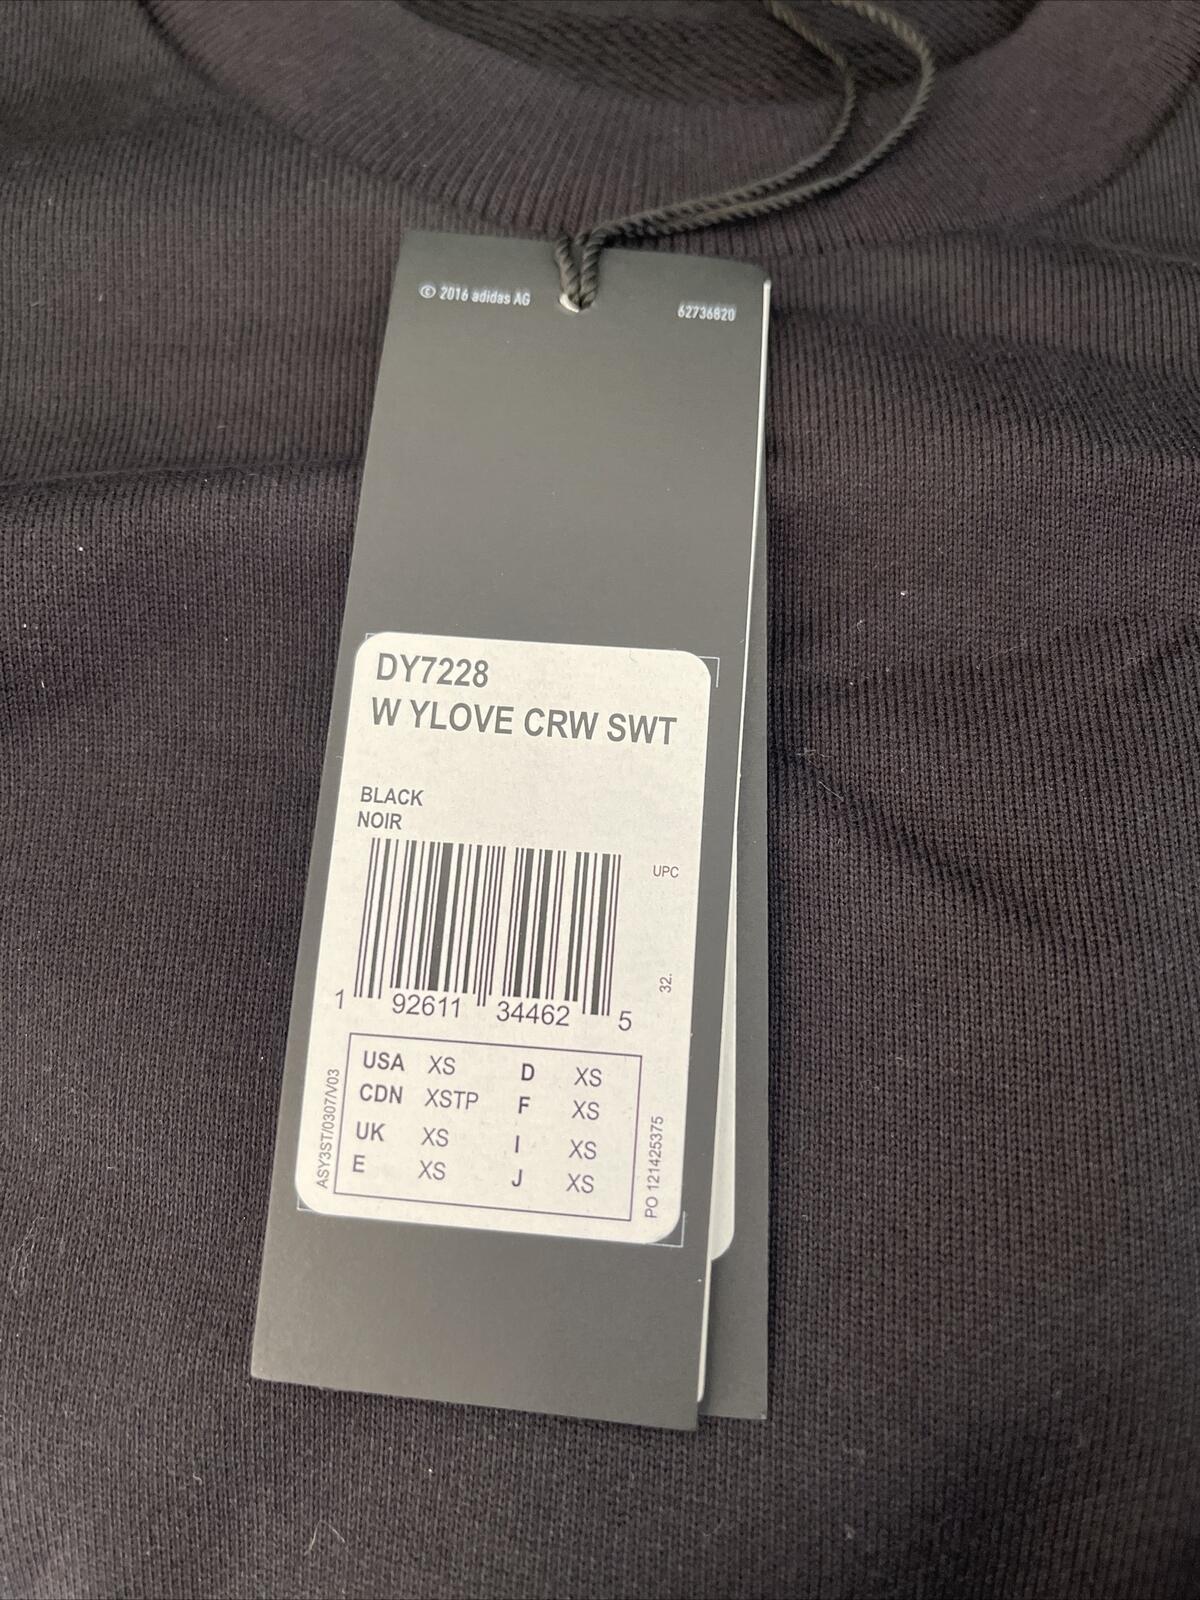 © 2016 adidas AG
62736820
DY7228
W YLOVE CRW SWT
BLACK
NOIR
UPC
32.
1 92611 34462 5
USA XS D XS
CDN XSTP F XS
UK XS I XS
E XS J XS
ASY3ST/0307/V03
PO 121425375